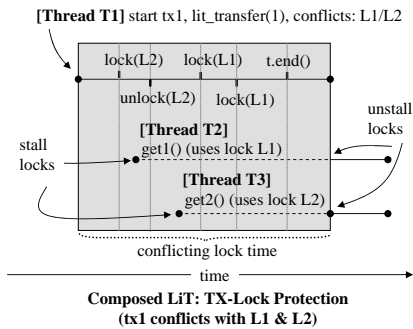 [Thread T1] start tx1, lit_transfer(1), conflicts: L1/L2
lock(L2) lock(L1) t.end()
unlock(L2) lock(L1)
[Thread T2]
get1() (uses lock L1)
stall
locks
unstall
locks
[Thread T3]
get2() (uses lock L2)
conflicting lock time
time
Composed LiT: TX-Lock Protection
(tx1 conflicts with L1 & L2)